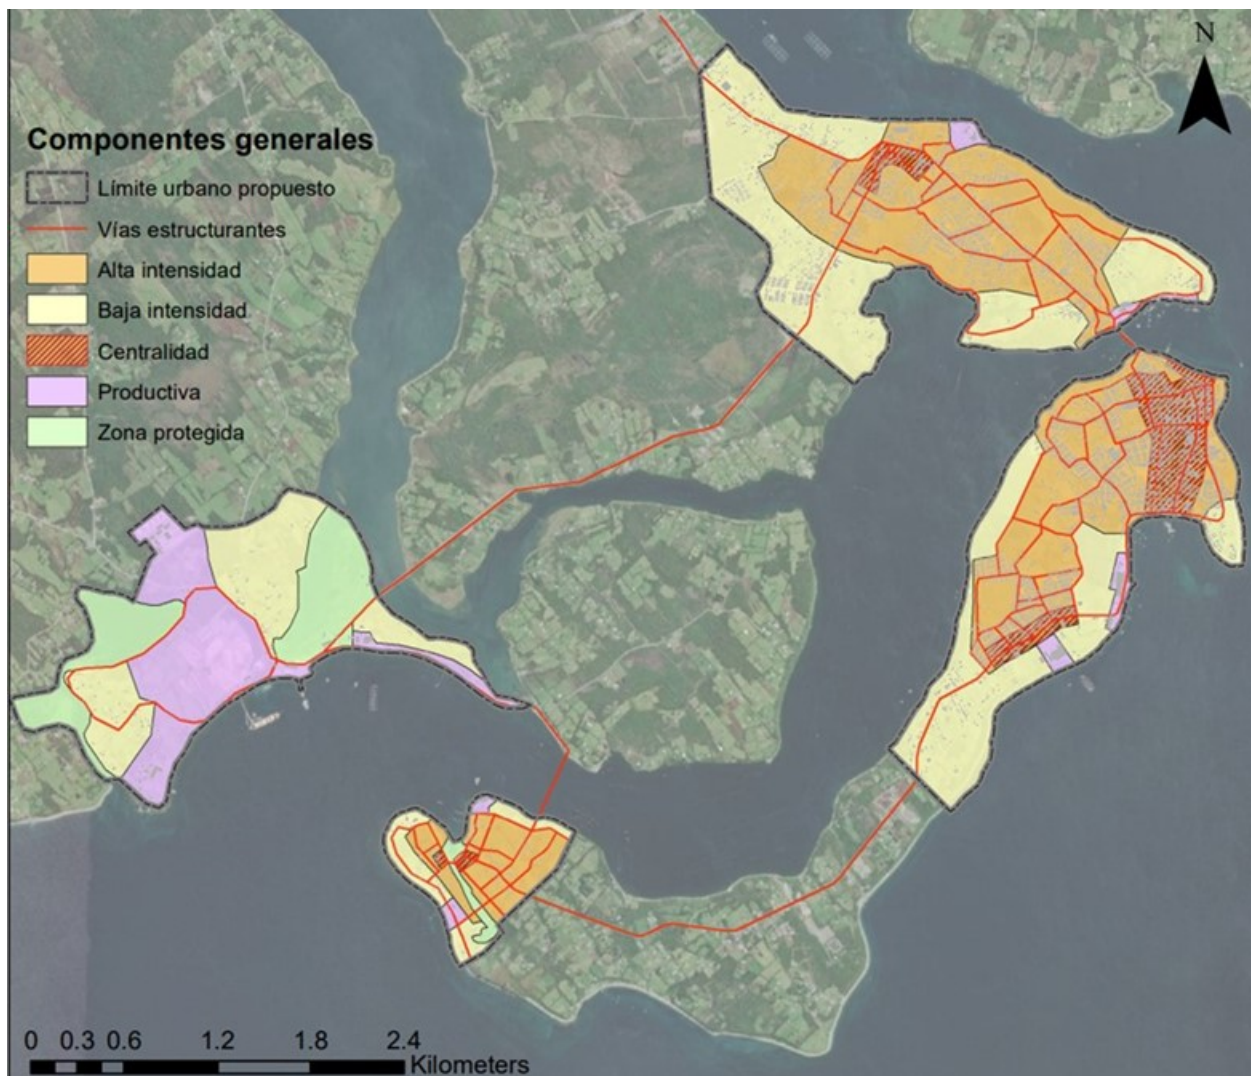 N
Componentes generales
Límite urbano propuesto
Vías estructurantes
Alta intensidad
Baja intensidad
Centralidad
Productiva
Zona protegida
0 0.3 0.6 1.2 1.8 2.4
Kilometers